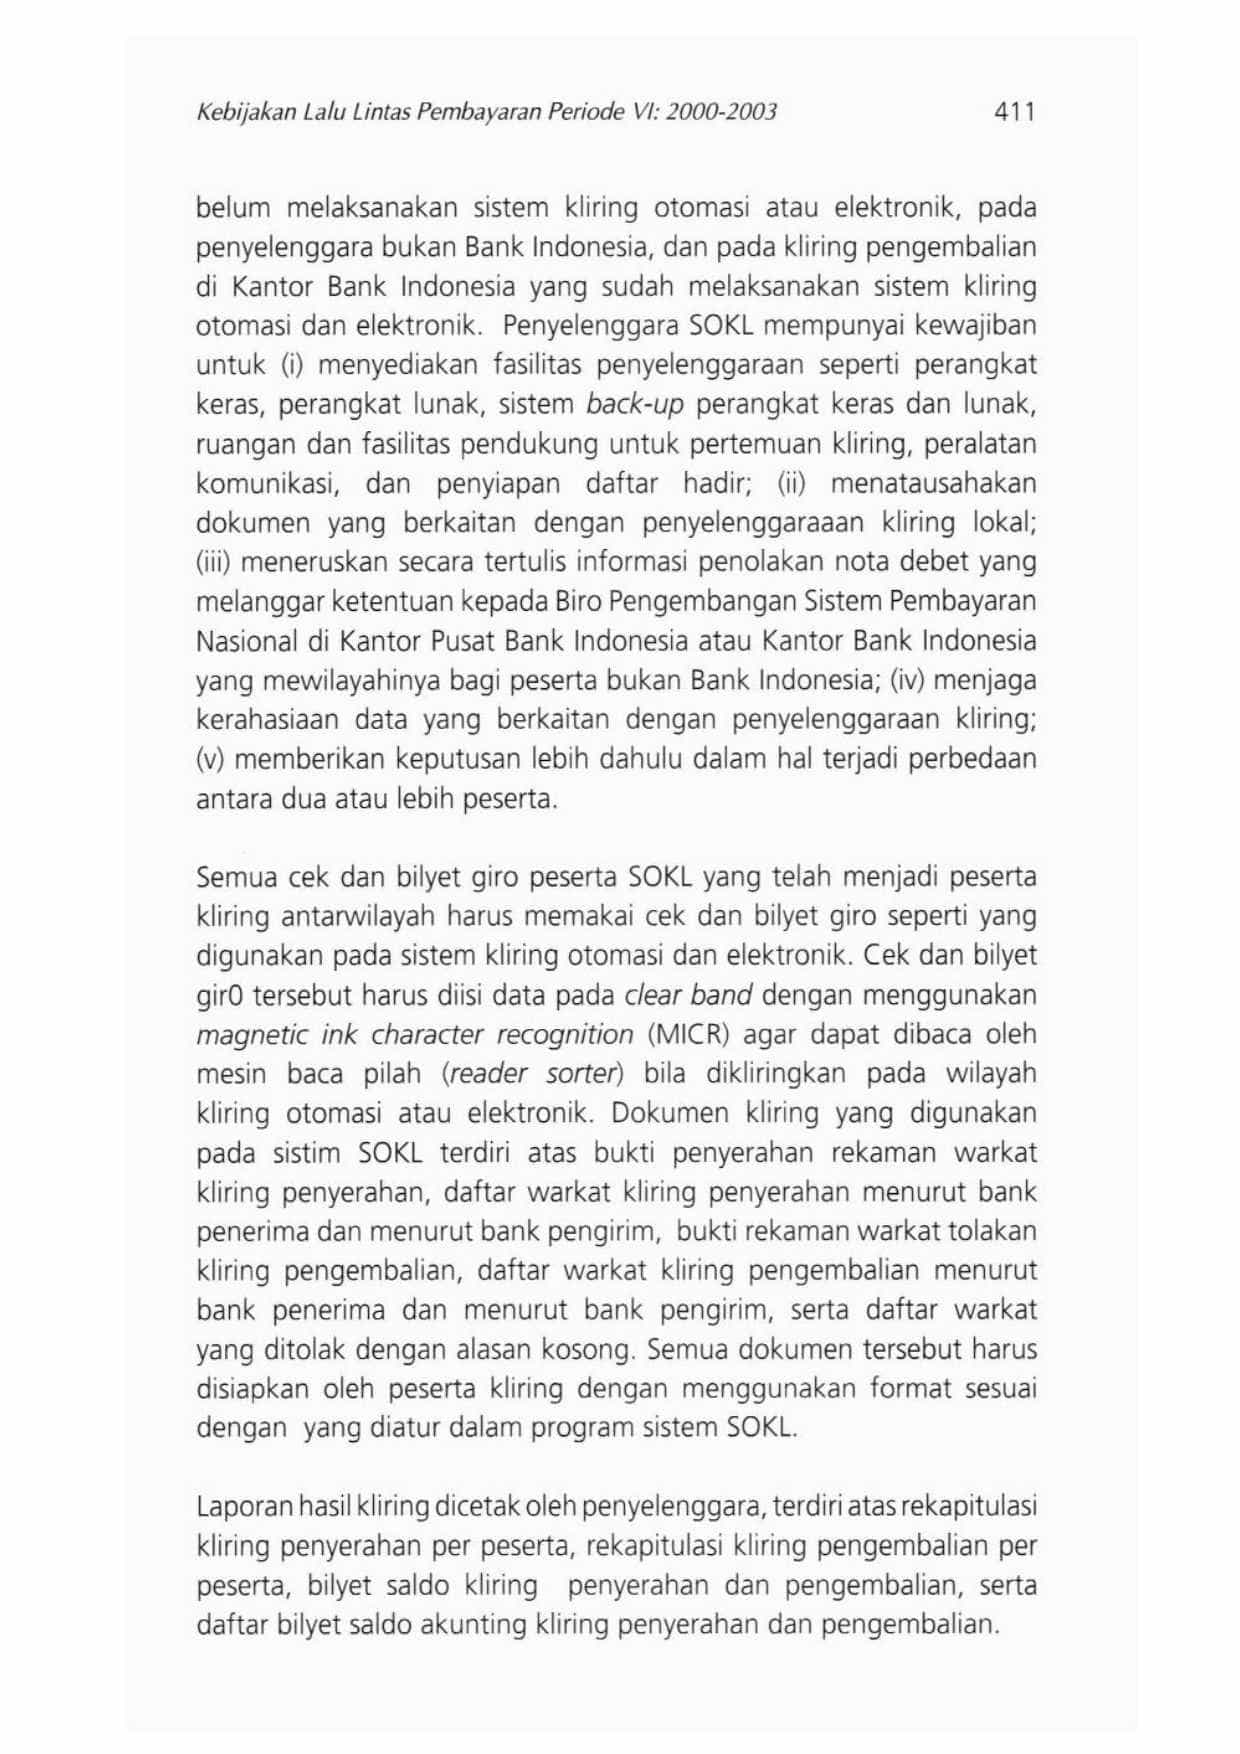 Kebijakan Lalu Lintas Pembayaran Periode VI: 2000-2003 411
belum melaksanakan sistem kliring otomasi atau elektronik, pada
penyelenggara bukan Bank Indonesia, dan pada kliring pengembalian
di Kantor Bank Indonesia yang sudah melaksanakan sistem kliring
otomasi dan elektronik. Penyelenggara SOKL mempunyai kewajiban
untuk (i) menyediakan fasilitas penyelenggaraan seperti perangkat
keras, perangkat lunak, sistem back-up perangkat keras dan lunak,
ruangan dan fasilitas pendukung untuk pertemuan kliring, peralatan
komunikasi, dan penyiapan daftar hadir; (ii) menatausahakan
dokumen yang berkaitan dengan penyelenggaraaan kliring lokal;
(iii) meneruskan secara tertulis informasi penolakan nota debet yang
melanggar ketentuan kepada Biro Pengembangan Sistem Pembayaran
Nasional di Kantor Pusat Bank Indonesia atau Kantor Bank Indonesia
yang mewilayahinya bagi peserta bukan Bank Indonesia; (iv) menjaga
kerahasiaan data yang berkaitan dengan penyelenggaraan kliring;
(v) memberikan keputusan lebih dahulu dalam hal terjadi perbedaan
antara dua atau lebih peserta.
Semua cek dan bilyet giro peserta SOKL yang telah menjadi peserta
kliring antarwilayah harus memakai cek dan bilyet giro seperti yang
digunakan pada sistem kliring otomasi dan elektronik. Cek dan bilyet
gir0 tersebut harus diisi data pada clear band dengan menggunakan
magnetic ink character recognition (MICR) agar dapat dibaca oleh
mesin baca pilah (reader sorter) bila dikliringkan pada wilayah
kliring otomasi atau elektronik. Dokumen kliring yang digunakan
pada sistim SOKL terdiri atas bukti penyerahan rekaman warkat
kliring penyerahan, daftar warkat kliring penyerahan menurut bank
penerima dan menurut bank pengirim, bukti rekaman warkat tolakan
kliring pengembalian, daftar warkat kliring pengembalian menurut
bank penerima dan menurut bank pengirim, serta daftar warkat
yang ditolak dengan alasan kosong. Semua dokumen tersebut harus
disiapkan oleh peserta kliring dengan menggunakan format sesuai
dengan yang diatur dalam program sistem SOKL.
Laporan hasil kliring dicetak oleh penyelenggara, terdiri atas rekapitulasi
kliring penyerahan per peserta, rekapitulasi kliring pengembalian per
peserta, bilyet saldo kliring penyerahan dan pengembalian, serta
daftar bilyet saldo akunting kliring penyerahan dan pengembalian.